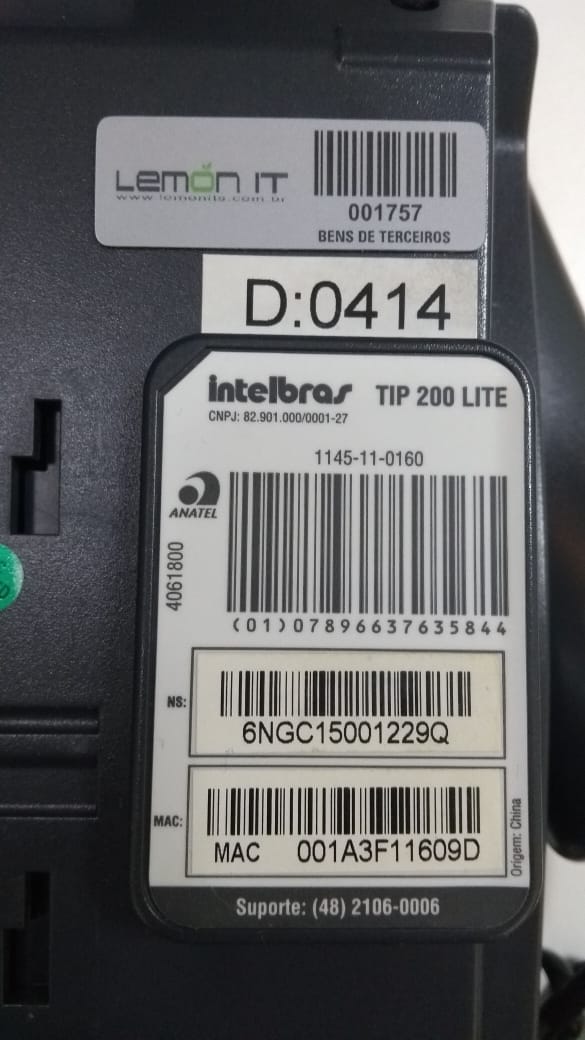 Lemon IT
www.lemonits.com.br
001757
BENS DE TERCEIROS
D:0414
intelbras TIP 200 LITE
CNPJ: 82.901.000/0001-27
1145-11-0160
ANATEL
4061800
(01)07896637635844
NS:
6NGC15001229Q
MAC:
MAC 001A3F11609D
Origem: China
Suporte: (48) 2106-0006